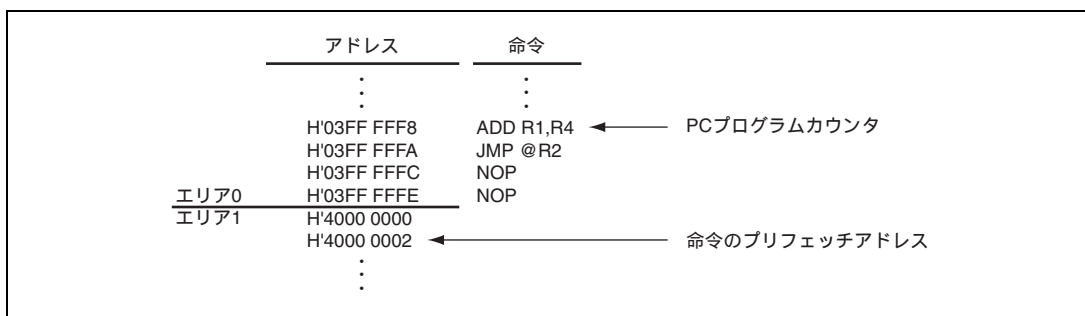 アドレス 命令
H'03FF FFF8 ADD R1,R4 PCプログラムカウンタ
H'03FF FFFA JMP @R2
H'03FF FFFC NOP
エリア0 H'03FF FFFE NOP
エリア1 H'4000 0000
H'4000 0002 命令のプリフェッチアドレス